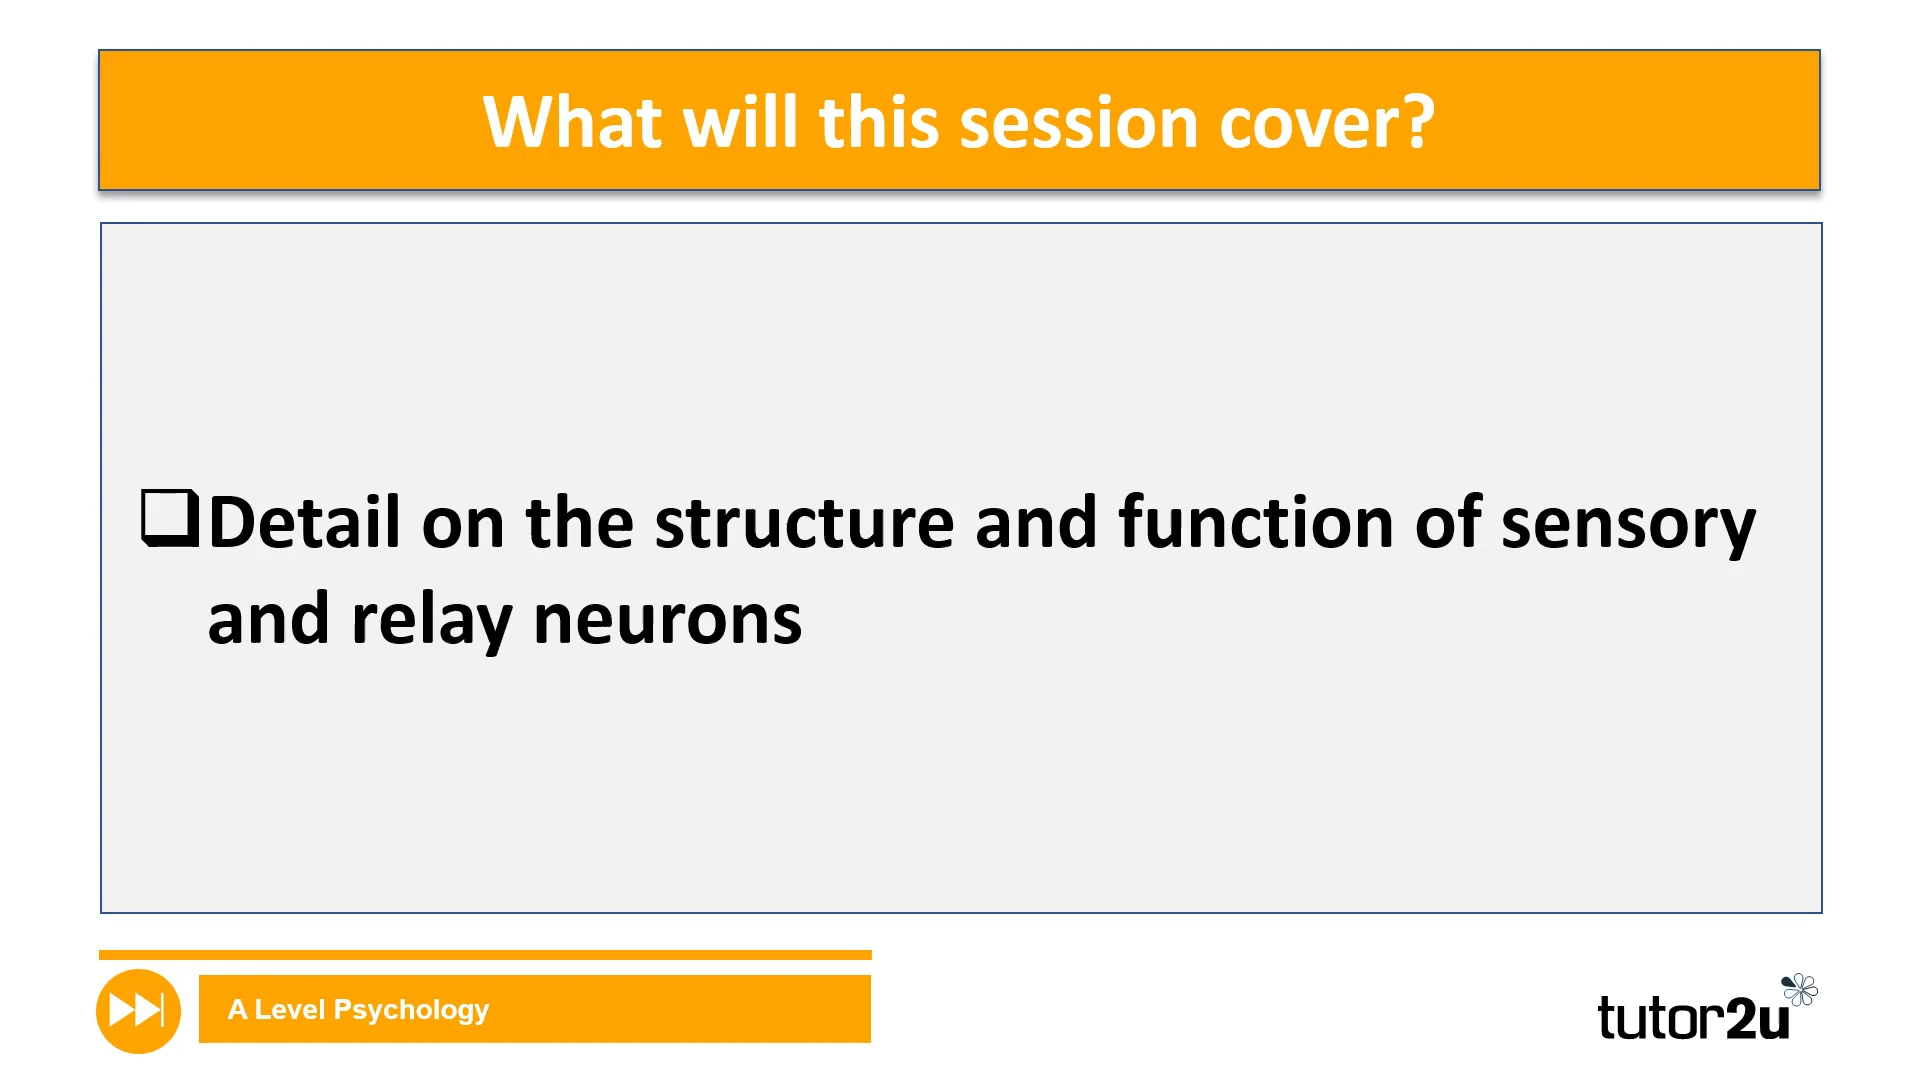 What will this session cover?
Detail on the structure and function of sensory
and relay neurons
A Level Psychology
tutor2u